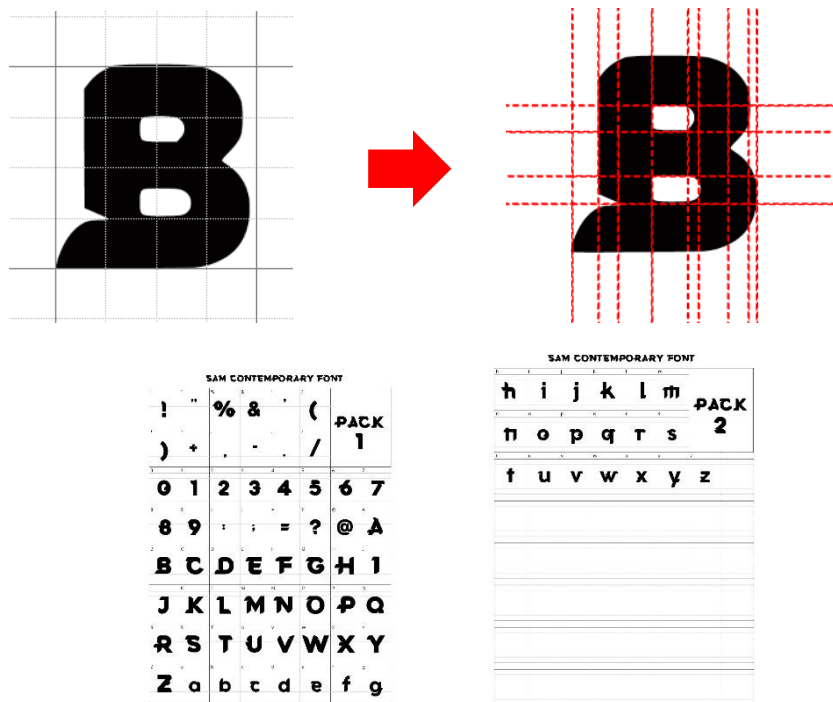 B
B
SAM CONTEMPORARY FONT
! " % & ' (
PACK
1
) + , - . /
0 1 2 3 4 5 6 7
8 9 : ; = ? @ A
B C D E F G H I
J K L M N O P Q
R S T U V W X Y
Z a b c d e f g
SAM CONTEMPORARY FONT
h i j k l m
PACK
2
n o p q r s
t u v w x y z